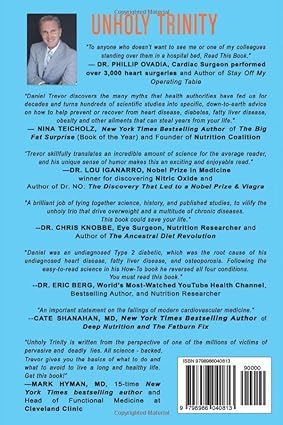 UNHOLY TRINITY
"To anyone who doesn't want to see me or one of my colleagues
standing over them in a hospital bed, Read This Book."
— DR. PHILLIP OVADIA, Cardiac Surgeon performed
over 3,000 heart surgeries and Author of Stay Off My
Operating Table.
"Daniel Trevor discovers the many myths that health authorities have fed us for
decades and turns hundreds of scientific studies into specific, down-to-earth advice
on how to help prevent or recover from heart disease, diabetes, fatty liver disease,
obesity and other ailments that can steal years from your life."
— NINA TEICHOLZ, New York Times Bestselling Author of The Big
Fat Surprise (Book of the Year) and Founder of Nutrition Coalition
"Trevor skillfully translates an incredible amount of science for the average reader,
and his unique sense of humor makes this an exciting and enjoyable read."
—DR. LOU IGANARRO, Nobel Prize in Medicine
winner for discovering Nitric Oxide and
Author of Dr. NO: The Discovery That Led to a Nobel Prize & Viagra
"A brilliant job of tying together science, history, and published studies, to vilify the
unholy trinity that drive overweight and a multitude of chronic diseases.
This book could save your life."
--DR. CHRIS KNOBBE, Eye Surgeon, Nutrition Researcher and
Author of The Ancestral Diet Revolution
"Daniel was an undiagnosed Type 2 diabetic, which was the root cause of his
undiagnosed heart disease, fatty liver disease, and osteoporosis. Following the
easy-to-read science in his How-To book he reversed all four conditions.
You must read this book."
--DR. ERIC BERG, World's Most-Watched YouTube Health Channel,
Bestselling Author, and Nutrition Researcher
"An important statement on the failings of modern cardiovascular medicine."
--CATE SHANAHAN, MD, New York Times Bestselling Author of
Deep Nutrition and The Fatburn Fix
"Unholy Trinity is written from the perspective of one of the millions of victims of
pervasive and deadly lies. All science - backed,
Trevor gives you the basics of what to do and
what to avoid to live a long and healthy life.
Get this book!"
—MARK HYMAN, MD, 15-time New
York Times bestselling author and
Head of Functional Medicine at
Cleveland Clinic
ISBN 9798986040813
90000
9 798986 040813
Copyrighted Material
Copyrighted Material